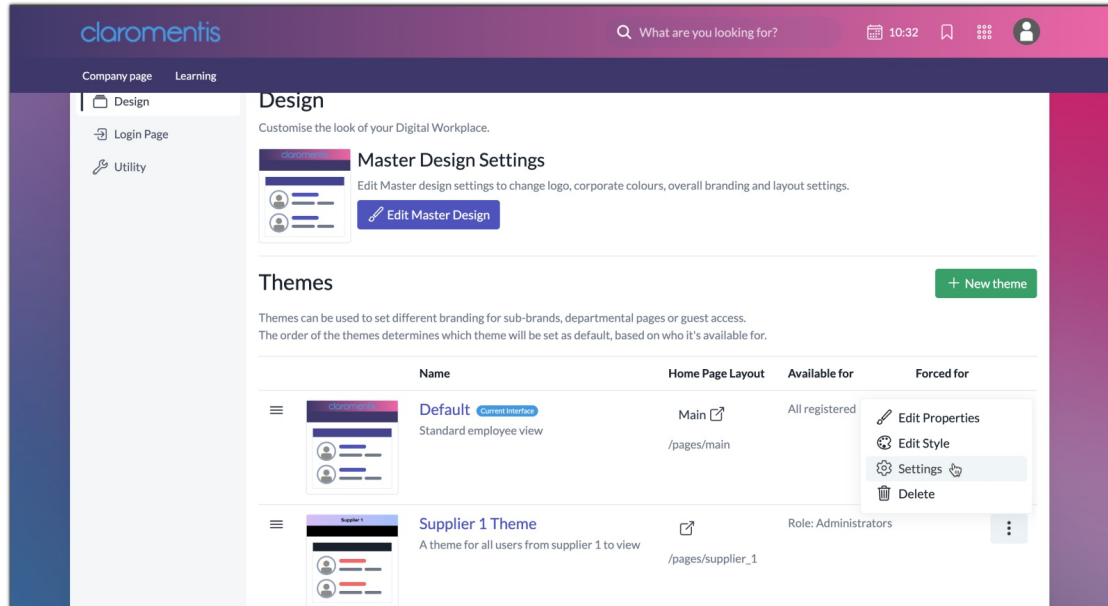 claromentis
What are you looking for?
10:32
Company page
Learning
Design
Login Page
Utility
Design
Customise the look of your Digital Workplace.
claromentis
Master Design Settings
Edit Master design settings to change logo, corporate colours, overall branding and layout settings.
Edit Master Design
Themes
+ New theme
Themes can be used to set different branding for sub-brands, departmental pages or guest access.
The order of the themes determines which theme will be set as default, based on who it's available for.
Name Home Page Layout Available for Forced for
claromentis
Default Current Interface
Standard employee view
Main
/pages/main
All registered
Edit Properties
Edit Style
Settings
Delete
Supplier 1
Supplier 1 Theme
A theme for all users from supplier 1 to view
/pages/supplier_1
Role: Administrators